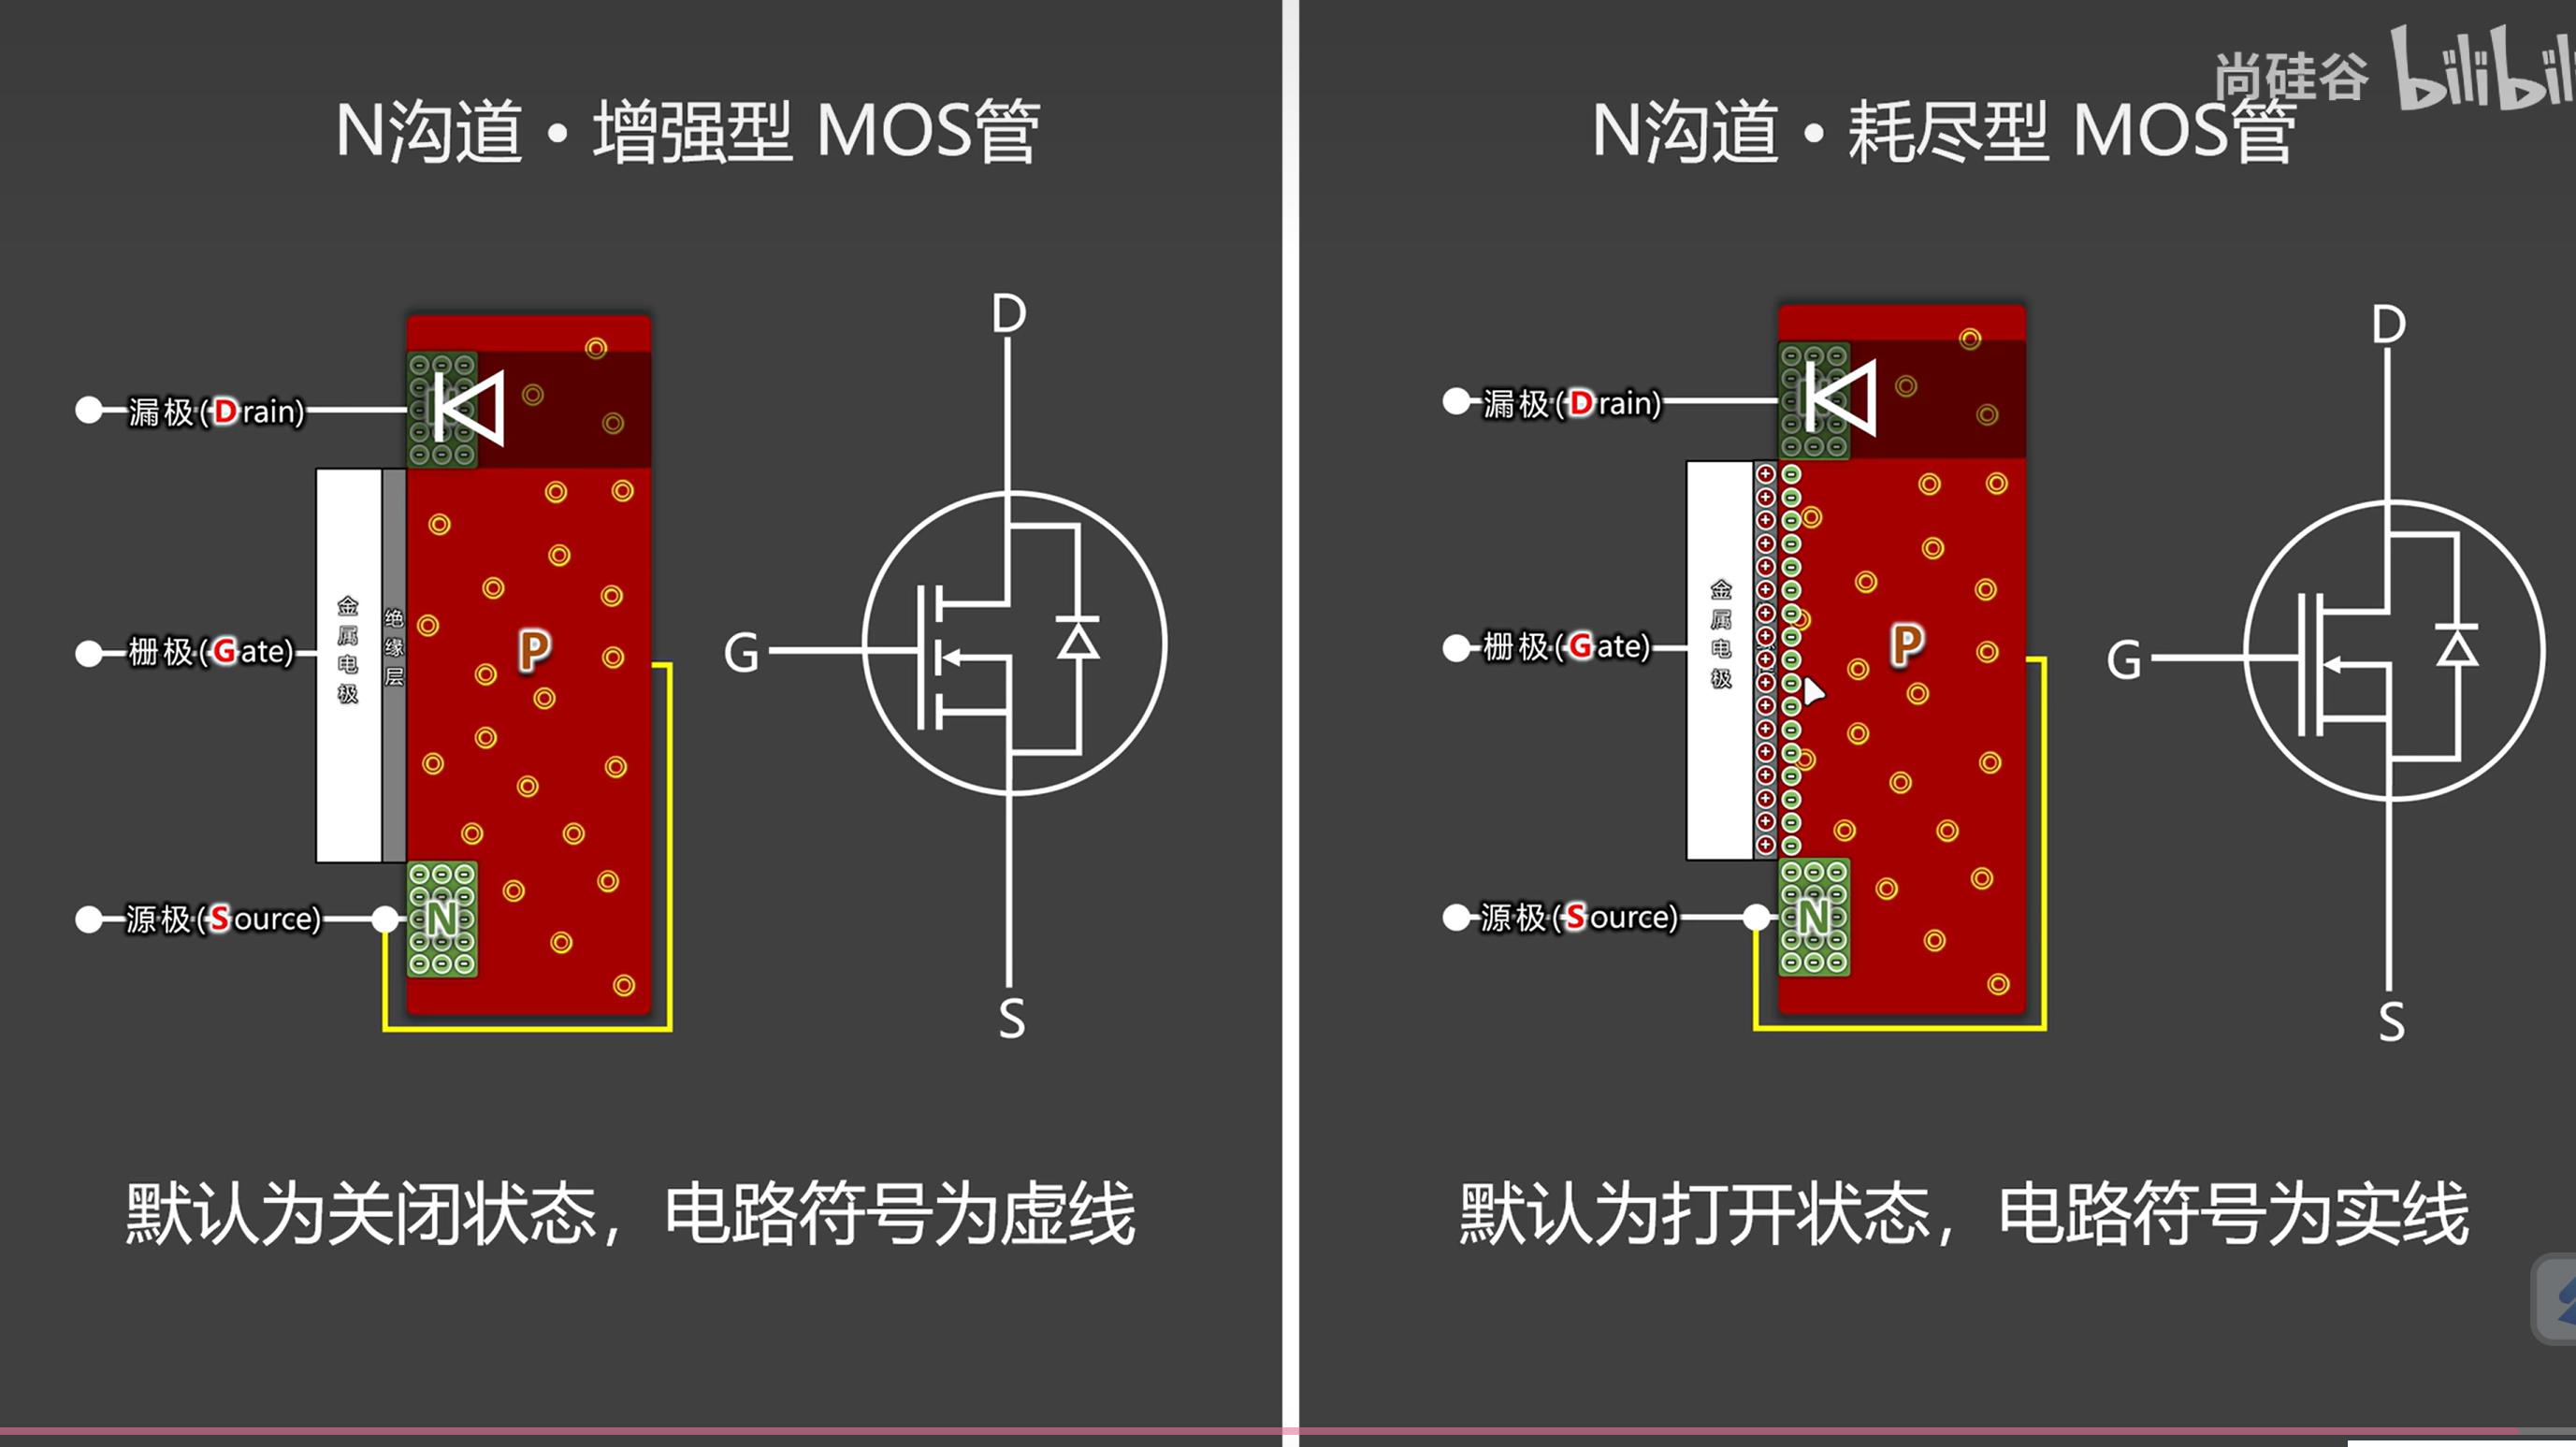 尚硅谷 bilibili
N沟道·增强型 MOS管
漏极(Drain)
栅极(Gate)
源极(Source)
金属电极
绝缘层
P
N
D
G
S
默认为关闭状态，电路符号为虚线
N沟道·耗尽型 MOS管
漏极(Drain)
栅极(Gate)
源极(Source)
金属电极
P
N
D
G
S
默认为打开状态，电路符号为实线